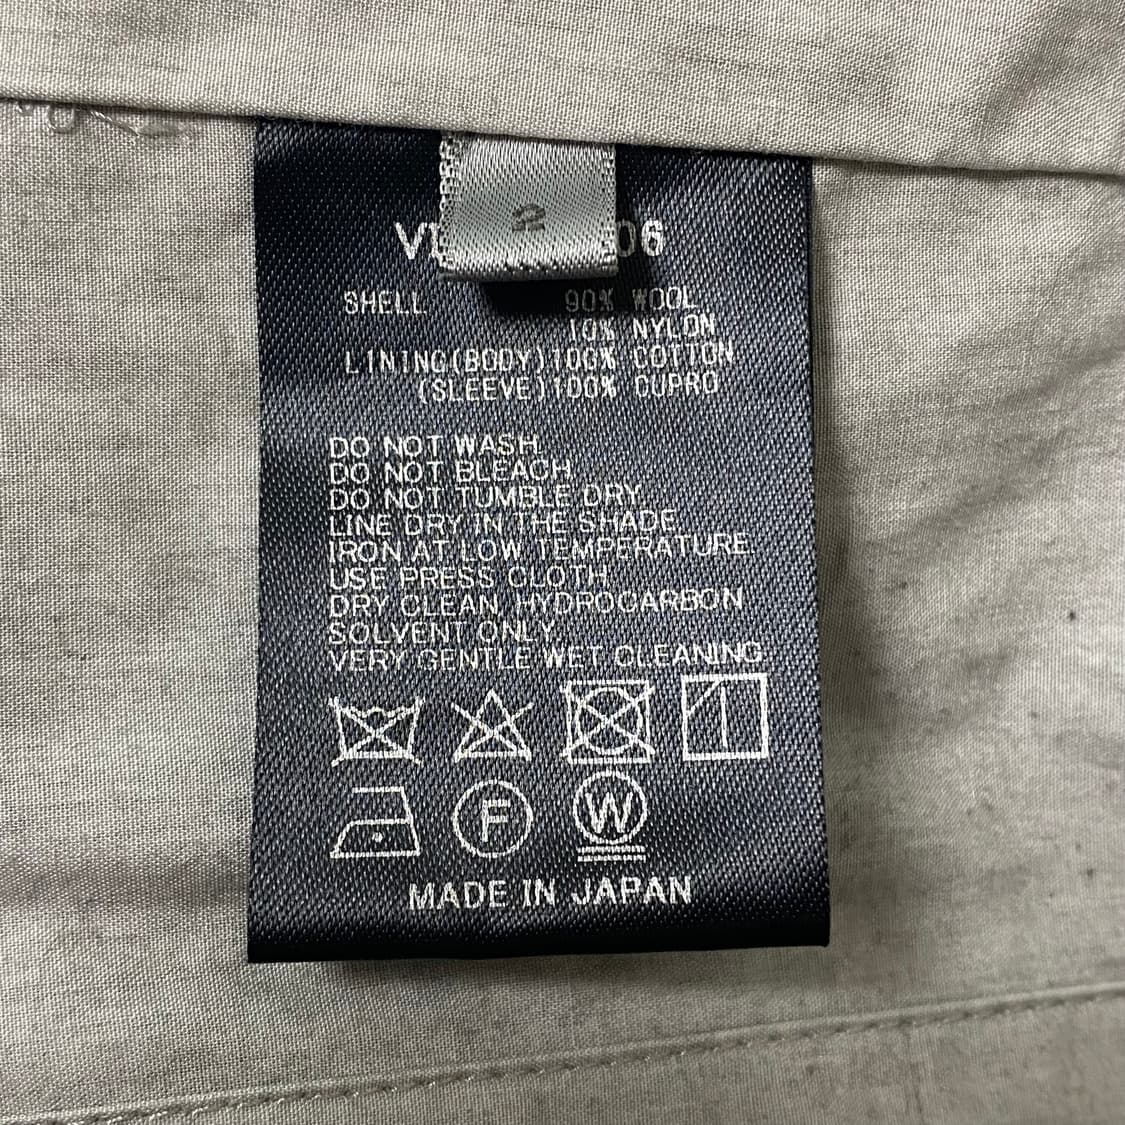 2
SHELL 90% WOOL
10% NYLON
LINING(BODY)100% COTTON
(SLEEVE)100% CUPRO
DO NOT WASH
DO NOT BLEACH
DO NOT TUMBLE DRY
LINE DRY IN THE SHADE
IRON AT LOW TEMPERATURE
USE PRESS CLOTH
DRY CLEAN, HYDROCARBON
SOLVENT ONLY
VERY GENTLE WET CLEANING
F W
MADE IN JAPAN